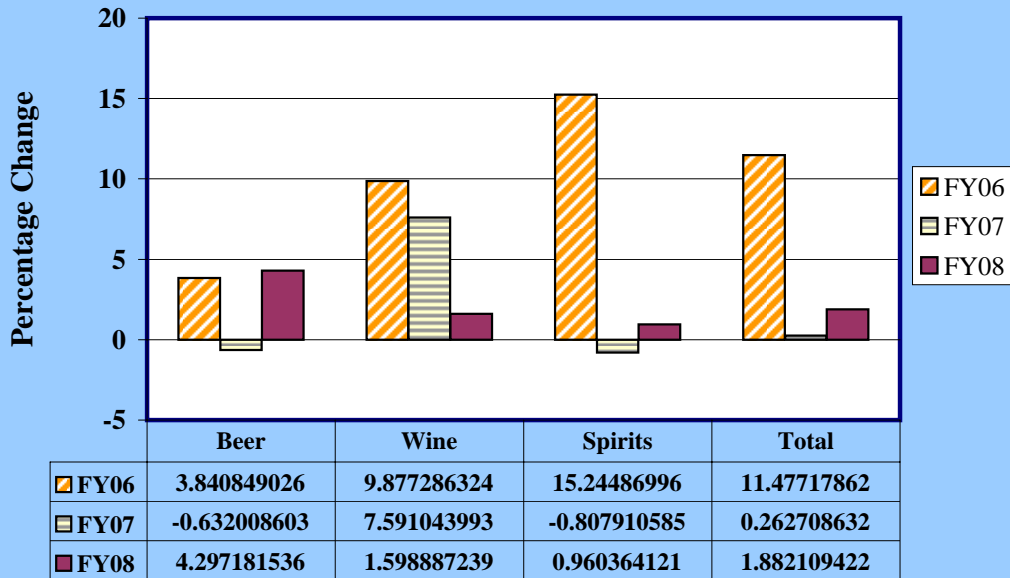 20
15
10
5
0
-5
Percentage Change
FY06
FY07
FY08
Beer Wine Spirits Total
FY06 3.840849026 9.877286324 15.24486996 11.47717862
FY07 -0.632008603 7.591043993 -0.807910585 0.262708632
FY08 4.297181536 1.598887239 0.960364121 1.882109422